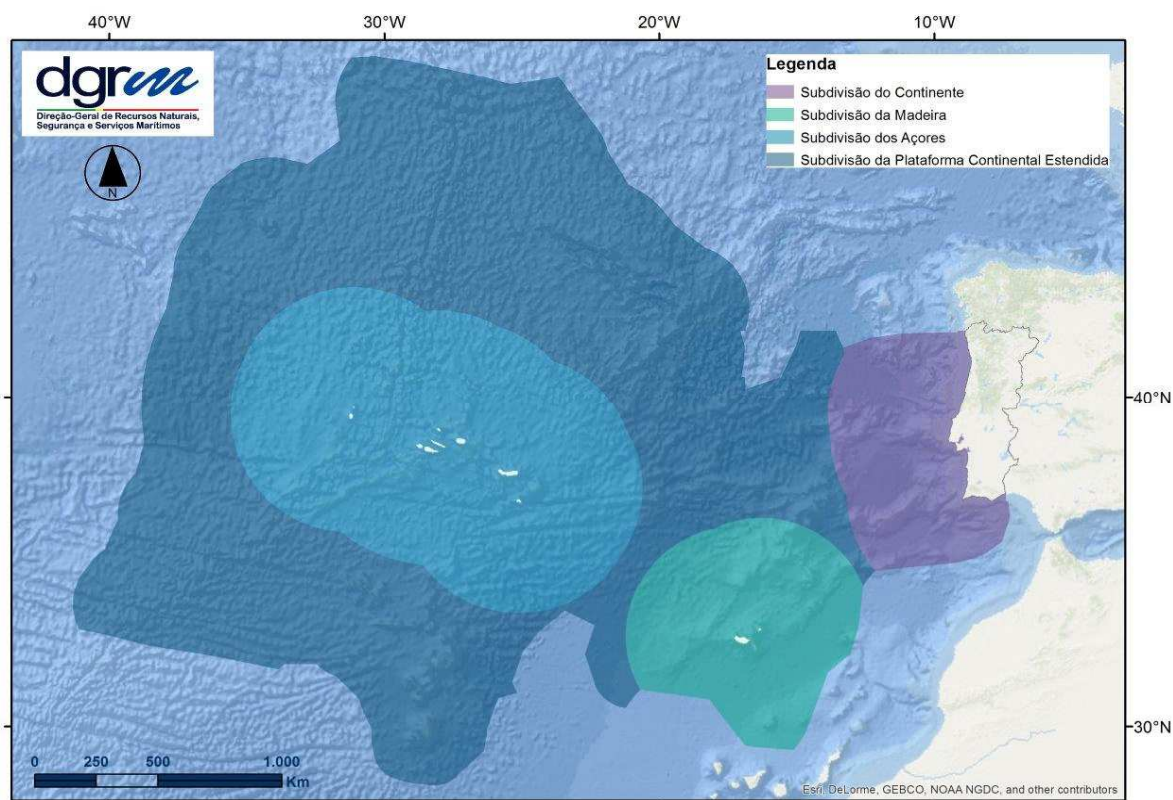 40°W 30°W 20°W 10°W
dgrm
Direção-Geral de Recursos Naturais,
Segurança e Serviços Marítimos
N
Legenda
Subdivisão do Continente
Subdivisão da Madeira
Subdivisão dos Açores
Subdivisão da Plataforma Continental Estendida
40°N
30°N
0 250 500 1.000
Km
Esri, DeLorme, GEBCO, NOAA NGDC, and other contributors